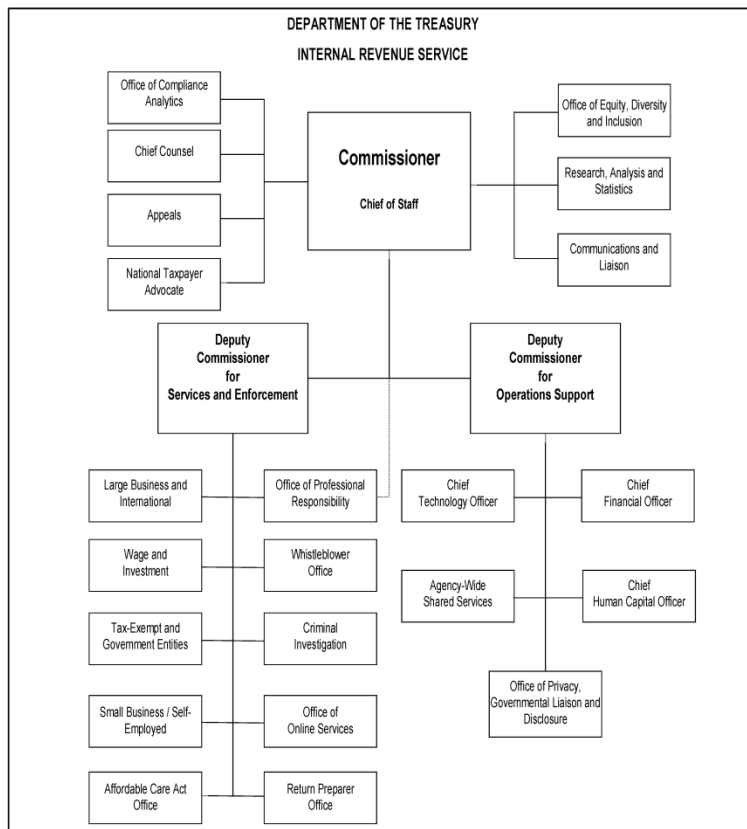 DEPARTMENT OF THE TREASURY
INTERNAL REVENUE SERVICE
Office of Compliance
Analytics
Chief Counsel
Appeals
National Taxpayer
Advocate
Commissioner
Chief of Staff
Office of Equity, Diversity
and Inclusion
Research, Analysis and
Statistics
Communications and
Liaison
Deputy
Commissioner
for
Services and Enforcement
Deputy
Commissioner
for
Operations Support
Large Business and
International
Office of Professional
Responsibility
Wage and
Investment
Whistleblower
Office
Tax-Exempt and
Government Entities
Criminal
Investigation
Small Business / Self-
Employed
Office of
Online Services
Affordable Care Act
Office
Return Preparer
Office
Chief
Technology Officer
Chief
Financial Officer
Agency-Wide
Shared Services
Chief
Human Capital Officer
Office of Privacy,
Governmental Liaison and
Disclosure